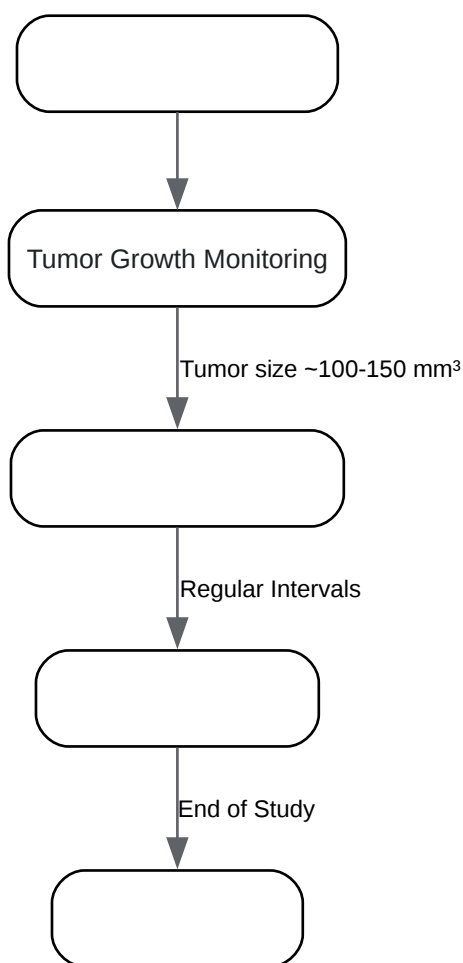 Tumor Growth Monitoring
Tumor size ~100-150 mm³
Regular Intervals
End of Study